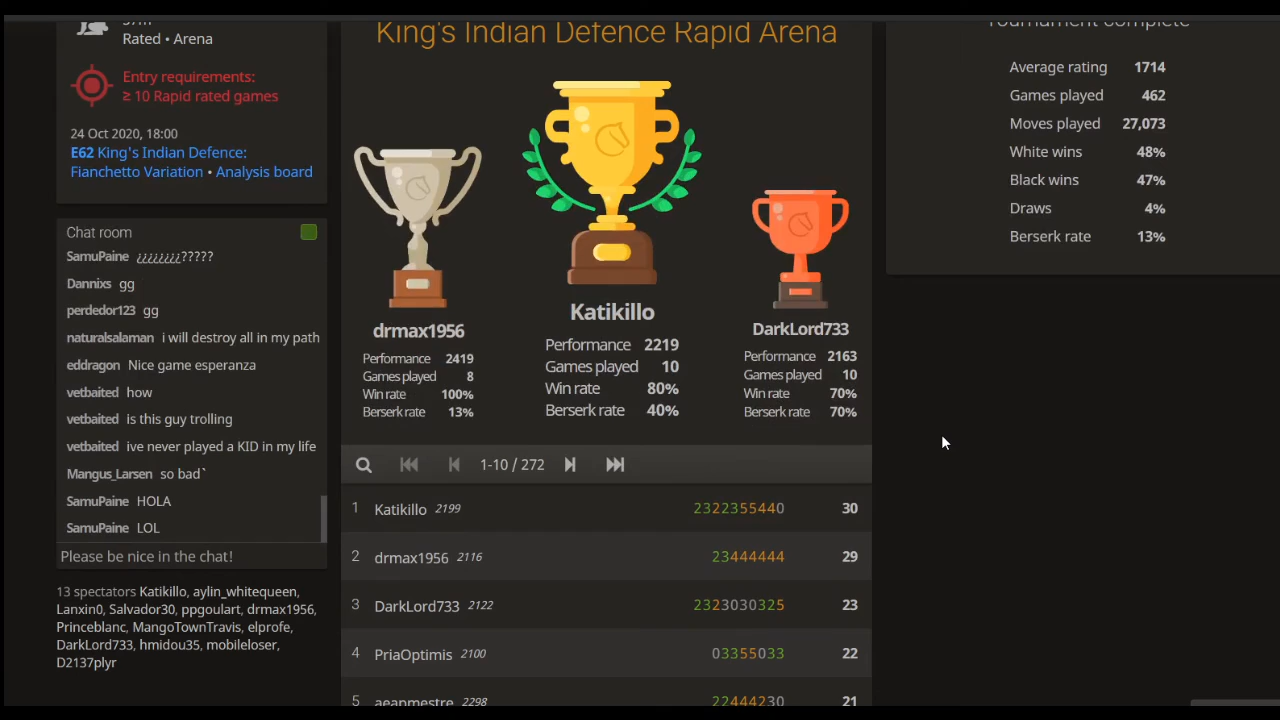 Rated • Arena
Entry requirements:
≥ 10 Rapid rated games
24 Oct 2020, 18:00
E62 King's Indian Defence:
Fianchetto Variation • Analysis board
Chat room
SamuPaine ¿¿¿¿¿¿¿¿?????
Dannixs gg
perdedor123 gg
naturalsalaman i will destroy all in my path
eddragon Nice game esperanza
vetbaited how
vetbaited is this guy trolling
vetbaited ive never played a KID in my life
Mangus_Larsen so bad`
SamuPaine HOLA
SamuPaine LOL
Please be nice in the chat!
13 spectators Katikillo, aylin_whitequeen,
Lanxin0, Salvador30, ppgoulart, drmax1956,
Princeblanc, MangoTownTravis, elprofe,
DarkLord733, hmidou35, mobileloser,
D2137plyr
King's Indian Defence Rapid Arena
drmax1956
Performance 2419
Games played 8
Win rate 100%
Berserk rate 13%
Katikillo
Performance 2219
Games played 10
Win rate 80%
Berserk rate 40%
DarkLord733
Performance 2163
Games played 10
Win rate 70%
Berserk rate 70%
1-10 / 272
1 Katikillo 2199 2322355440 30
2 drmax1956 2116 23444444 29
3 DarkLord733 2122 2323030325 23
4 PriaOptimis 2100 03355033 22
5 aeapmestre 2298 22444230 21
Tournament complete
Average rating 1714
Games played 462
Moves played 27,073
White wins 48%
Black wins 47%
Draws 4%
Berserk rate 13%